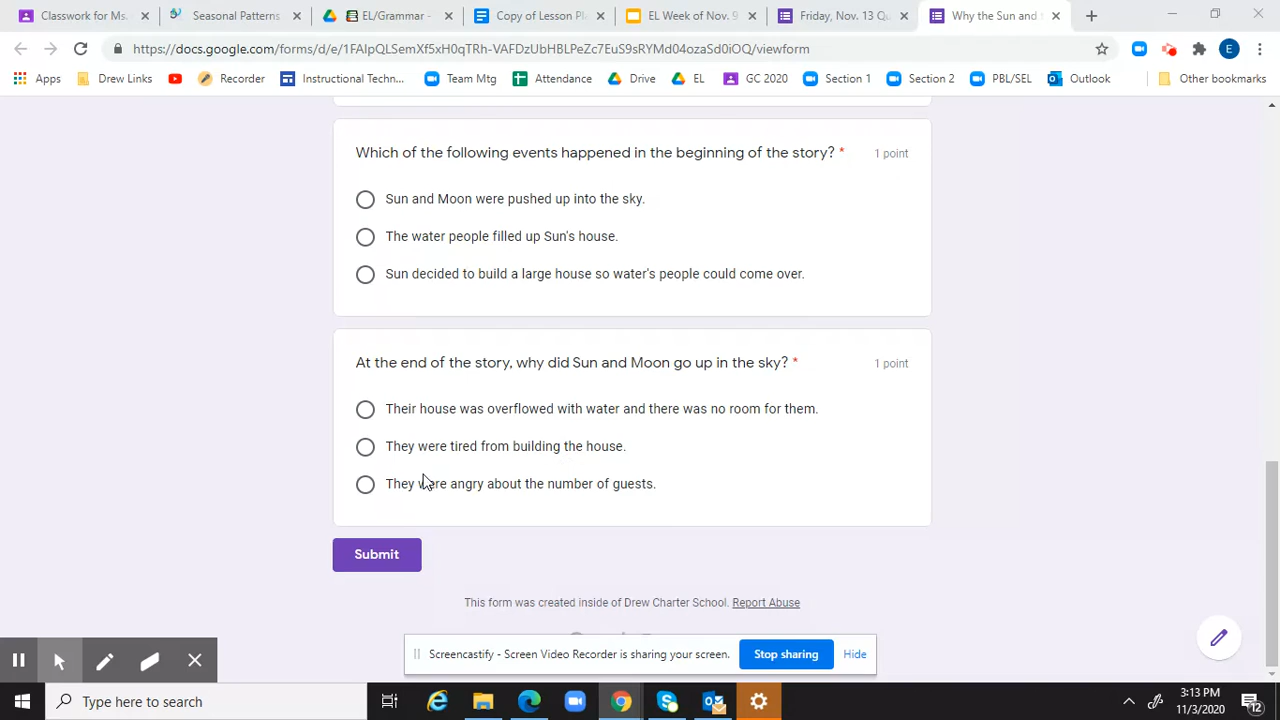 Classwork for Ms.
Seasonal Patterns
EL/Grammar -
Copy of Lesson Pl
EL Week of Nov. 9
Friday, Nov. 13 Qu
Why the Sun and
https://docs.google.com/forms/d/e/1FAIpQLSemXf5xH0qTRh-VAFDzUbHBLPeZc7EuS9sRYMd04ozaSd0iOQ/viewform
E
Apps
Drew Links
Recorder
Instructional Techn...
Team Mtg
Attendance
Drive
EL
GC 2020
Section 1
Section 2
PBL/SEL
Outlook
Other bookmarks
Which of the following events happened in the beginning of the story? *
1 point
Sun and Moon were pushed up into the sky.
The water people filled up Sun's house.
Sun decided to build a large house so water's people could come over.
At the end of the story, why did Sun and Moon go up in the sky? *
1 point
Their house was overflowed with water and there was no room for them.
They were tired from building the house.
They were angry about the number of guests.
Submit
This form was created inside of Drew Charter School. Report Abuse
Screencastify - Screen Video Recorder is sharing your screen.
Stop sharing
Hide
Type here to search
3:13 PM
11/3/2020
12